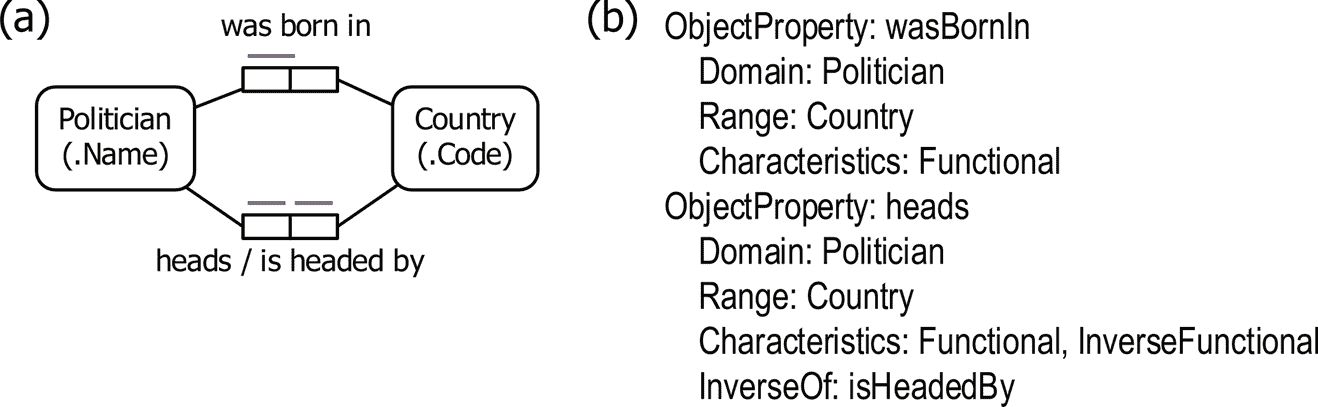 (a)
was born in
Politician
(.Name)
Country
(.Code)
heads / is headed by
(b)
ObjectProperty: wasBornIn
Domain: Politician
Range: Country
Characteristics: Functional
ObjectProperty: heads
Domain: Politician
Range: Country
Characteristics: Functional, InverseFunctional
InverseOf: isHeadedBy